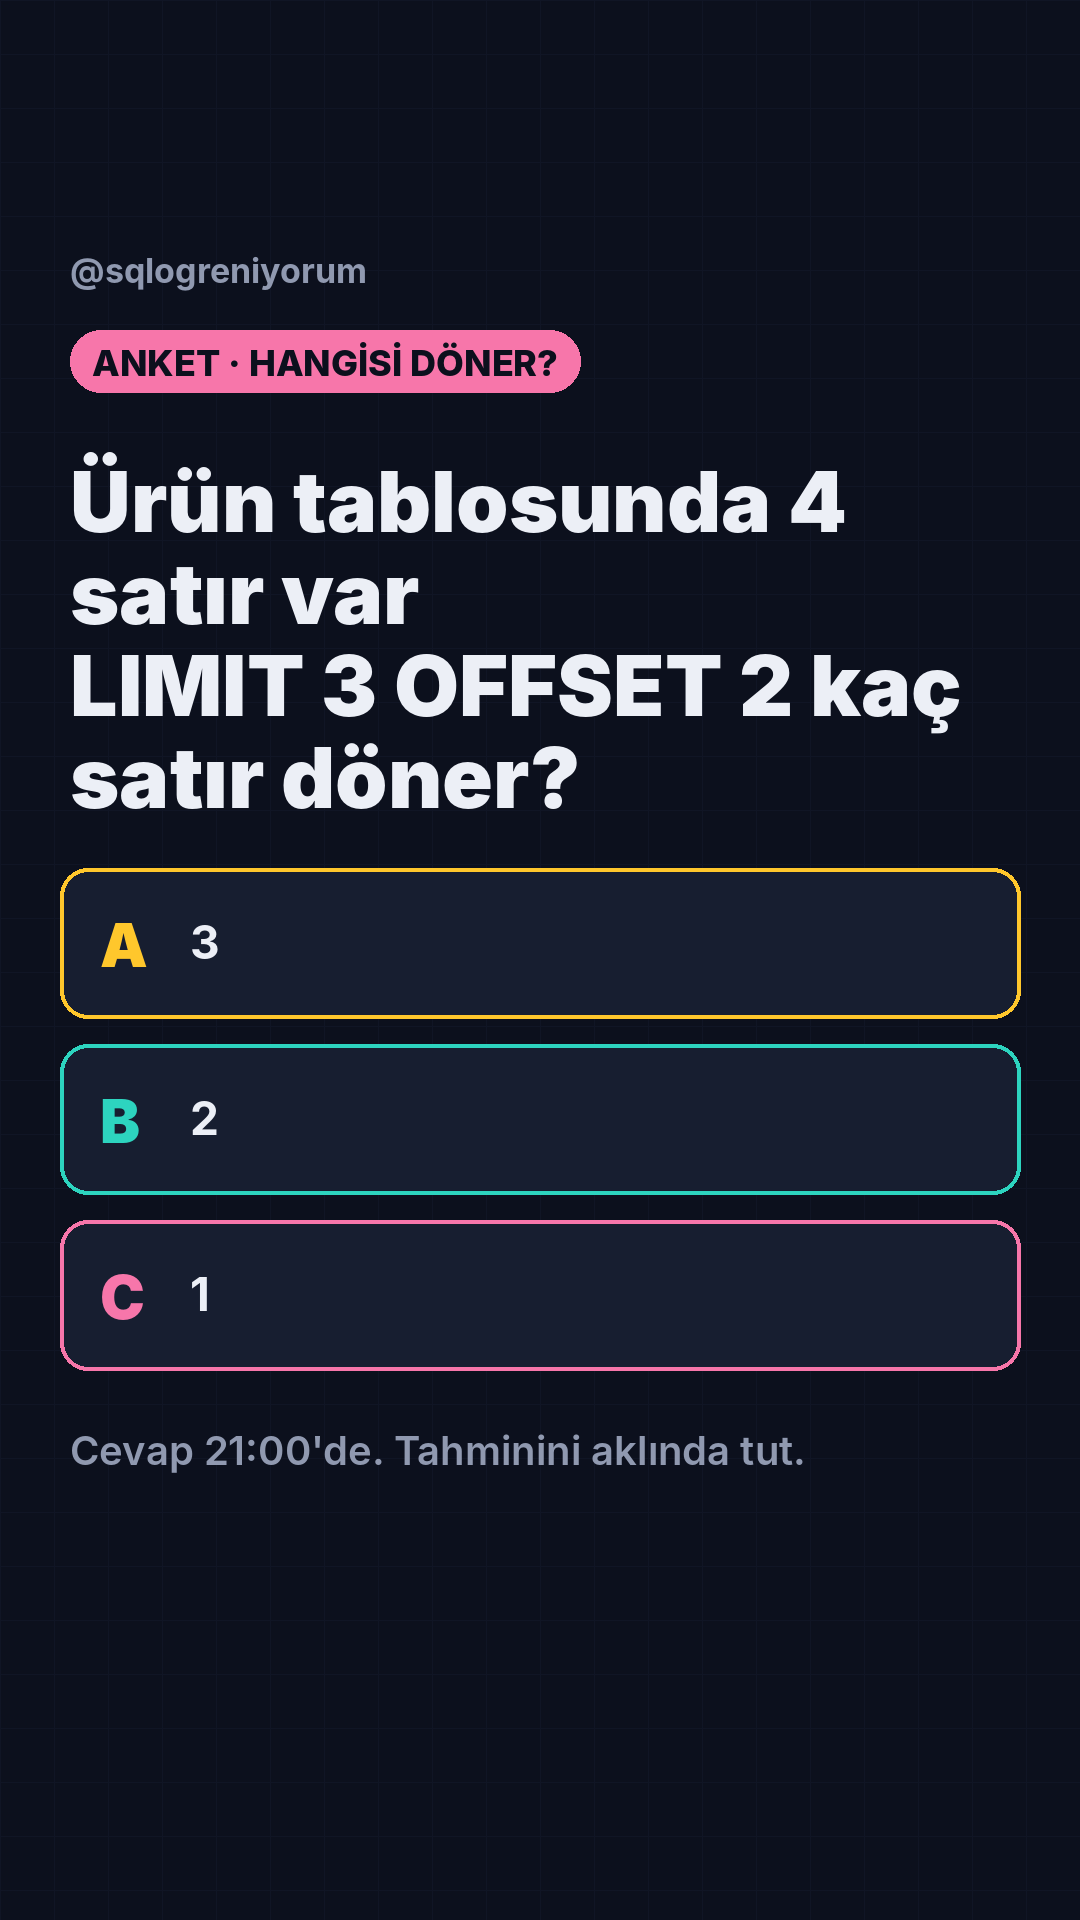 @sqlogreniyorum
ANKET · HANGİSİ DÖNER?
Ürün tablosunda 4
satır var
LIMIT 3 OFFSET 2 kaç
satır döner?
A 3
B 2
C 1
Cevap 21:00'de. Tahminini aklında tut.